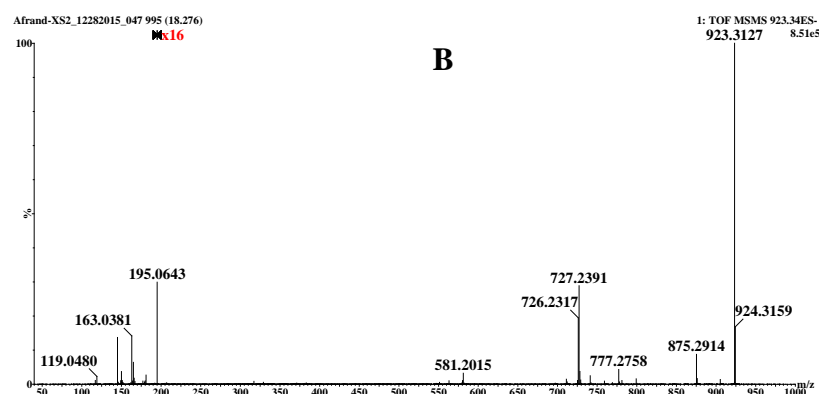 Afrand-XS2_12282015_047 995 (18.276)
1: TOF MSMS 923.34ES-
8.51e5
x16
B
923.3127
100
%
0
195.0643
163.0381
119.0480
581.2015
727.2391
726.2317
777.2758
875.2914
924.3159
50 100 150 200 250 300 350 400 450 500 550 600 650 700 750 800 850 900 950 1000
m/z